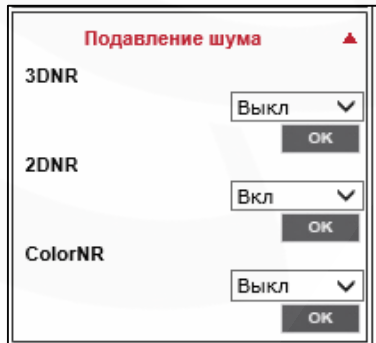 Подавление шума
3DNR
Выкл
OK
2DNR
Вкл
OK
ColorNR
Выкл
OK